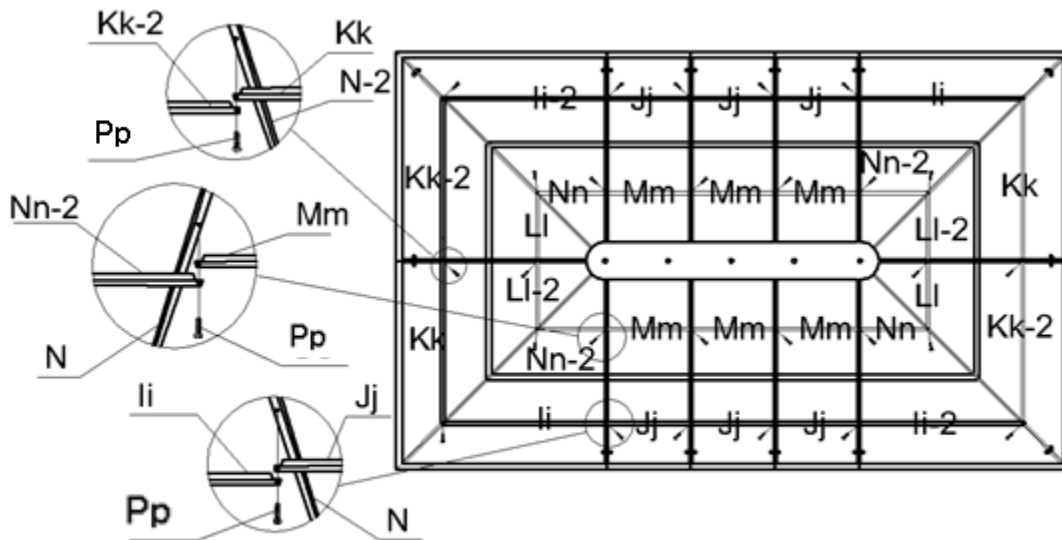 Kk-2
Kk
N-2
Pp
Nn-2
Mm
N
Pp
Ii
Jj
Pp
N
Ii-2 Jj Jj Jj Ii
Kk-2 Nn Mm Mm Mm Nn-2 Kk
Ll Ll-2
Ll-2 Ll
Kk Mm Mm Mm Nn Kk-2
Nn-2
Ii Jj Jj Jj Ii-2